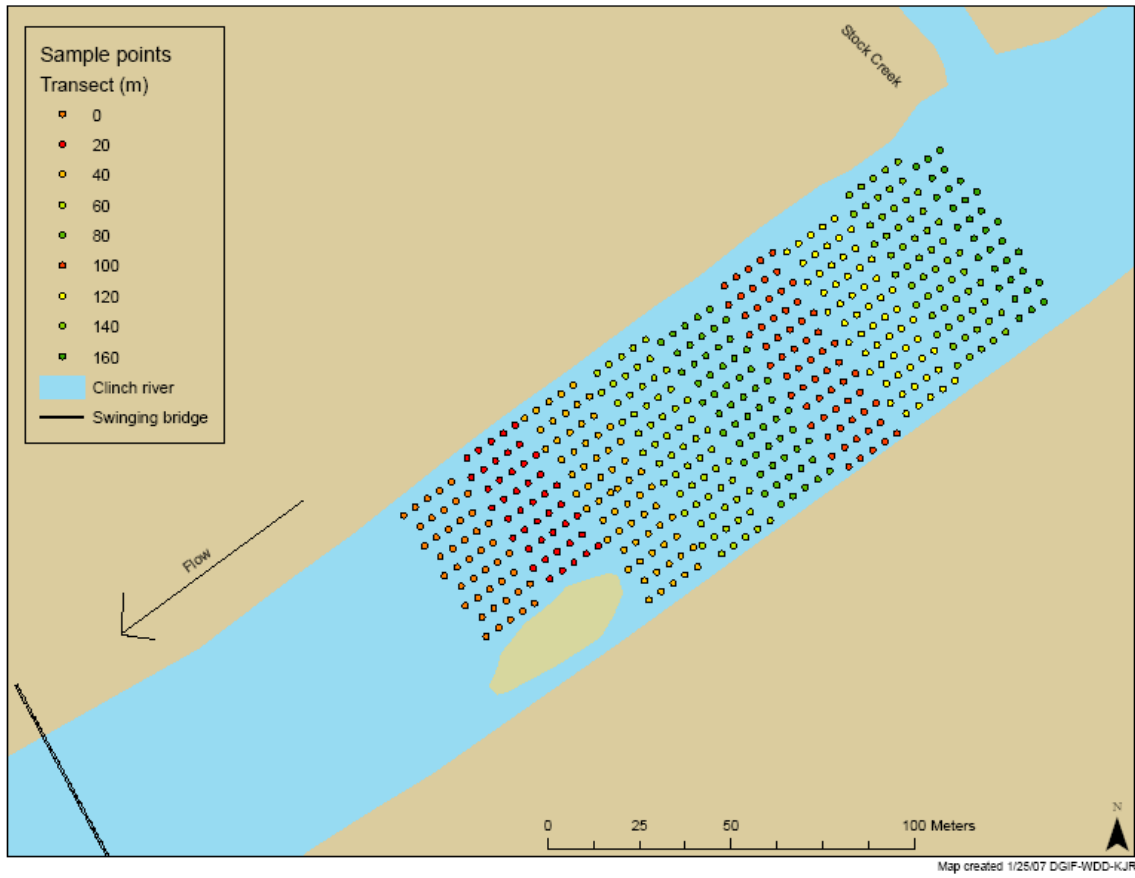 Sample points
Transect (m)
0
20
40
60
80
100
120
140
160
Clinch river
Swinging bridge
Stock Creek
Flow
N
0 25 50 100 Meters
Map created 1/25/07 DGIF-WDD-KJR